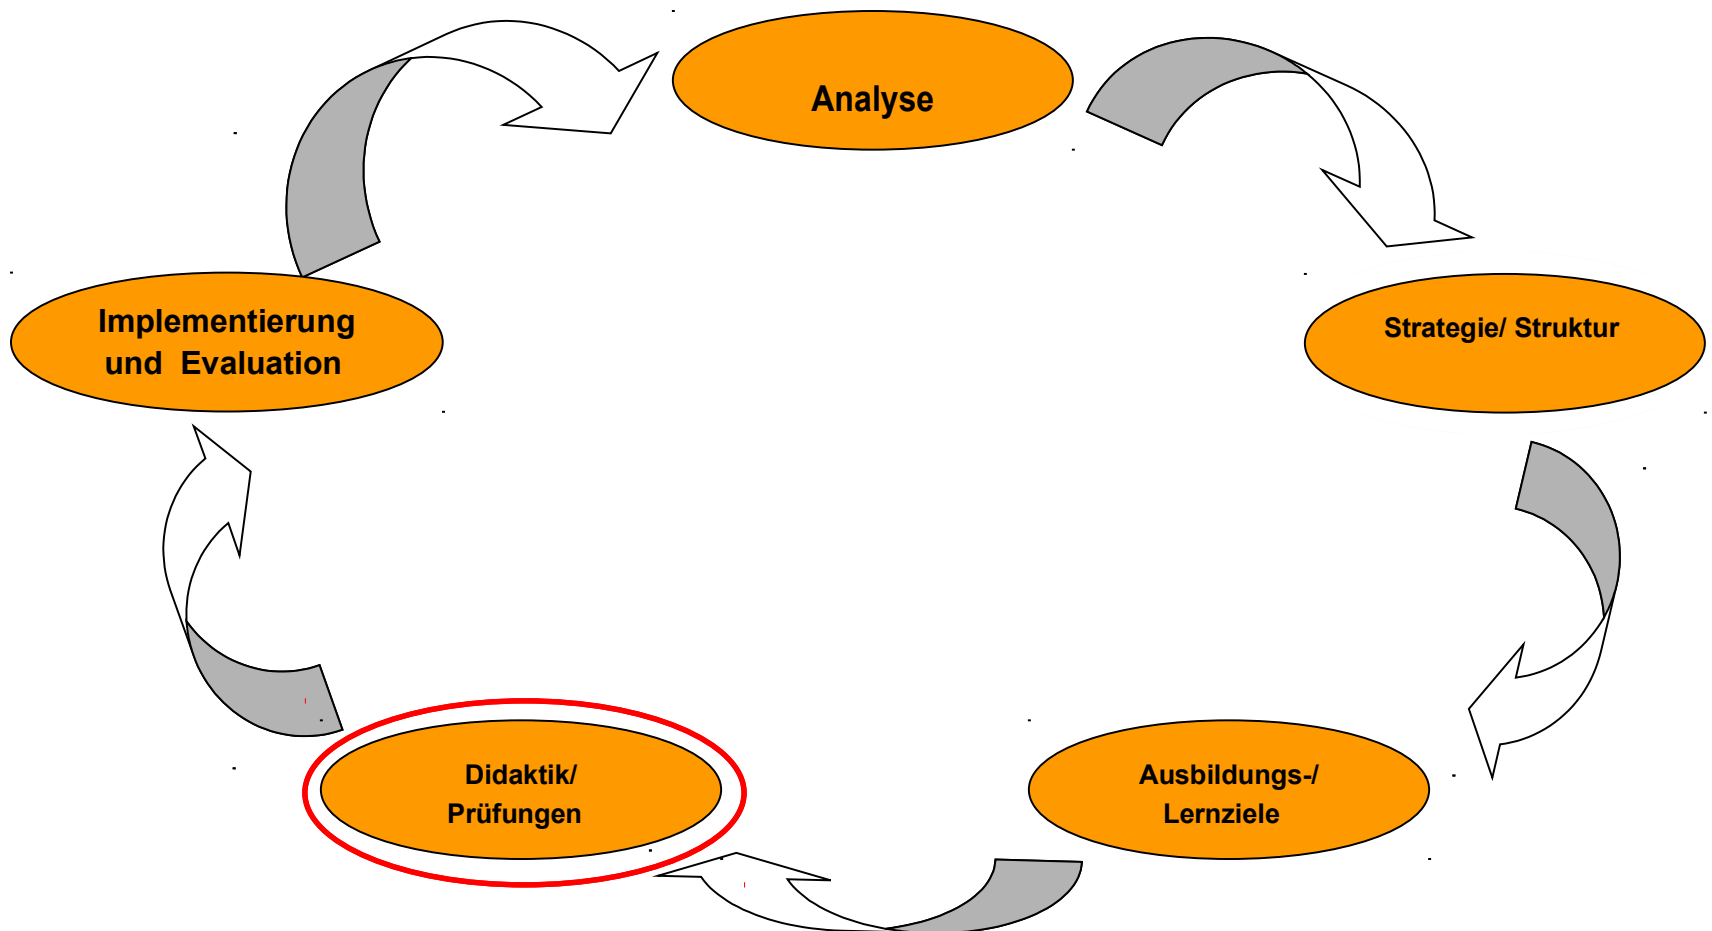 Analyse
Strategie/ Struktur
Ausbildungs-/
Lernziele
Didaktik/
Prüfungen
Implementierung
und Evaluation